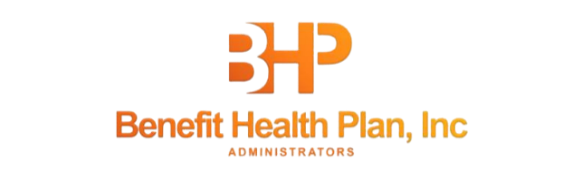 BHP
Benefit Health Plan, Inc
ADMINISTRATORS